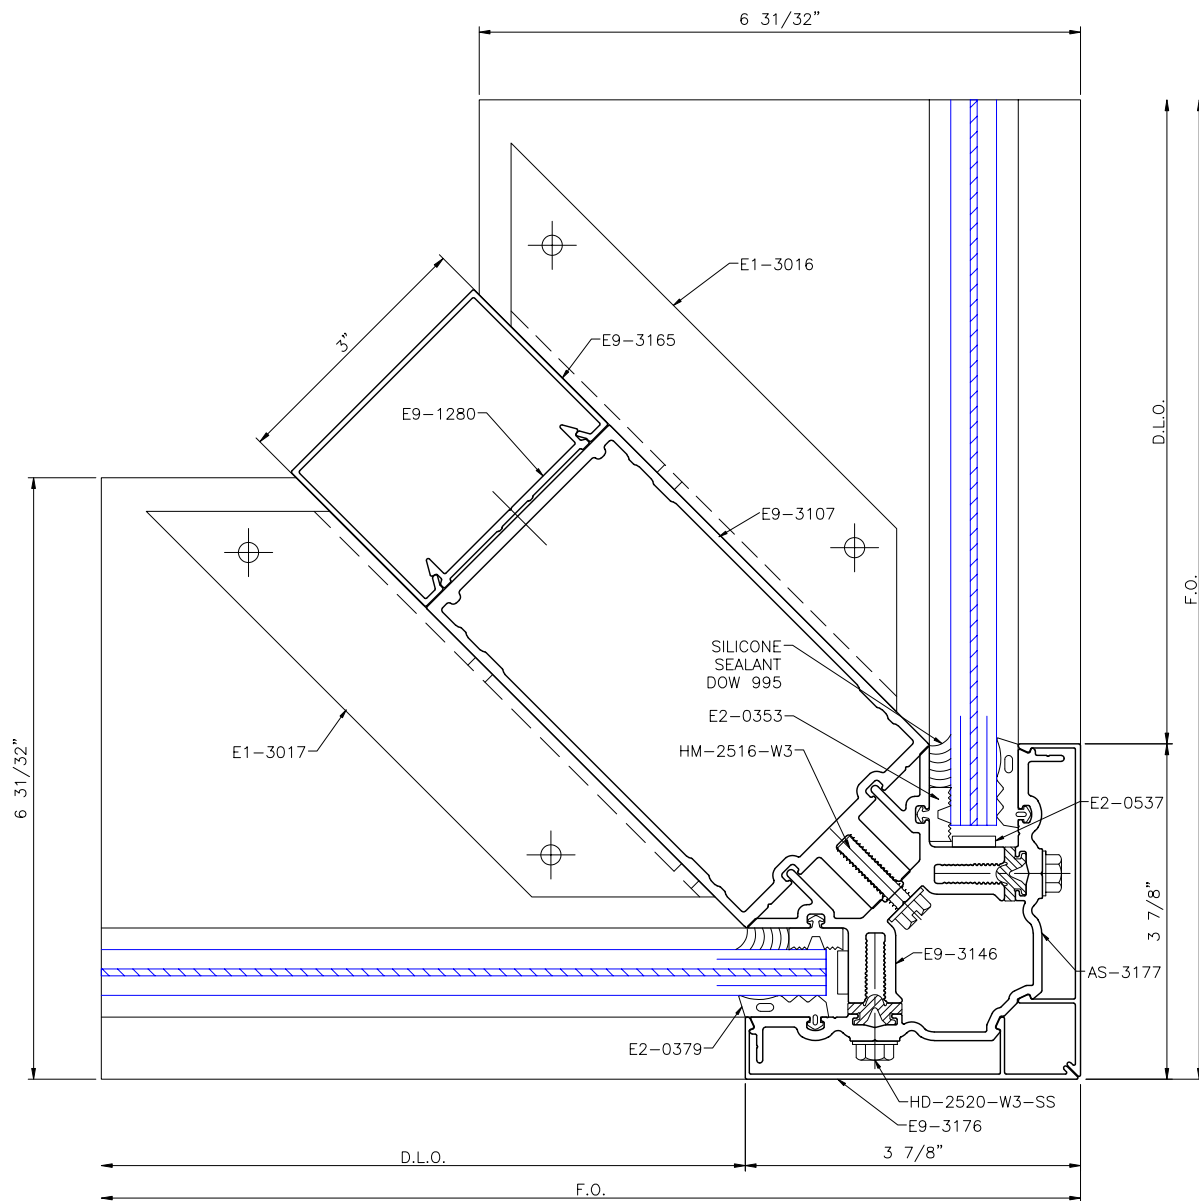 6 31/32"
E1-3016
3"
E9-3165
E9-1280
D.L.O.
E9-3107
F.O.
SILICONE
SEALANT
DOW 995
E2-0353
HM-2516-W3
E1-3017
6 31/32"
E2-0537
3 7/8"
E9-3146
AS-3177
E2-0379
HD-2520-W3-SS
E9-3176
D.L.O.
3 7/8"
F.O.